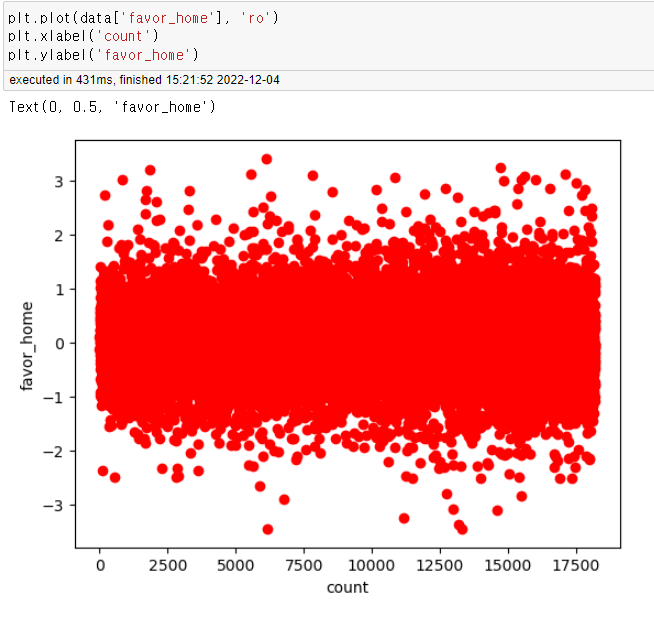 plt.plot(data['favor_home'], 'ro')
plt.xlabel('count')
plt.ylabel('favor_home')
executed in 431ms, finished 15:21:52 2022-12-04
Text(0, 0.5, 'favor_home')
3
2
1
0
−1
−2
−3
favor_home
0 2500 5000 7500 10000 12500 15000 17500
count